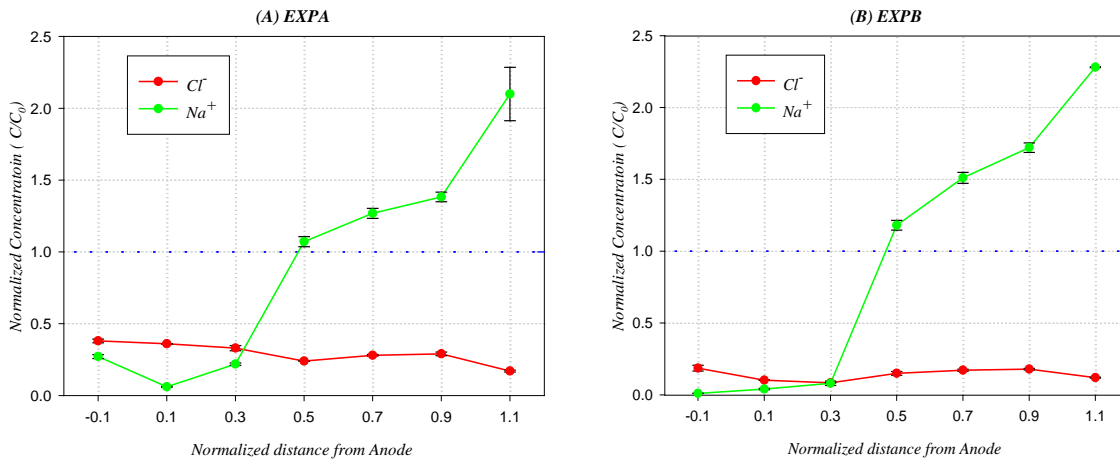 (A) EXPA
2.5
2.0
1.5
1.0
0.5
0.0
Normalized Concentratoin ( C/C0)
Cl-
Na+
-0.1 0.1 0.3 0.5 0.7 0.9 1.1
Normalized distance from Anode
(B) EXPB
2.5
2.0
1.5
1.0
0.5
0.0
Normalized Concentratoin ( C/C0)
Cl-
Na+
-0.1 0.1 0.3 0.5 0.7 0.9 1.1
Normalized distance from Anode